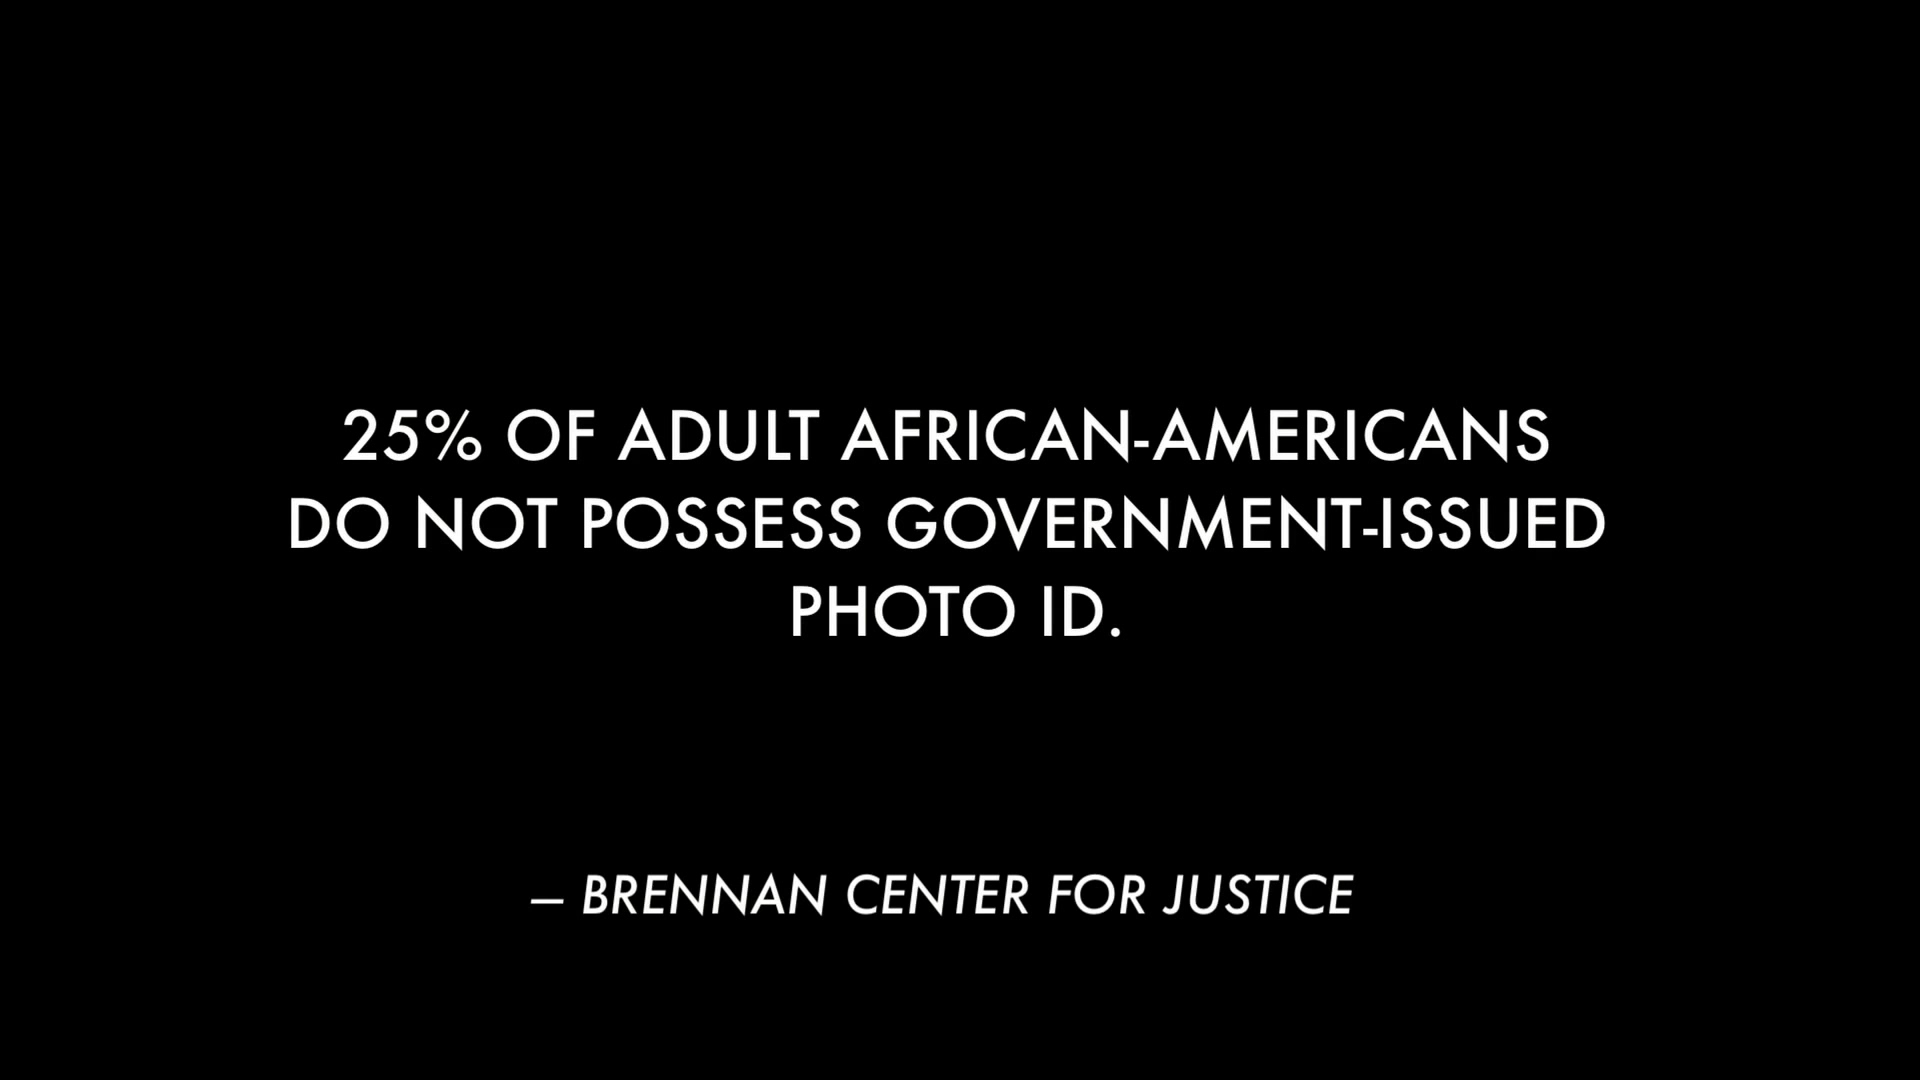 25% OF ADULT AFRICAN-AMERICANS
DO NOT POSSESS GOVERNMENT-ISSUED
PHOTO ID.
– BRENNAN CENTER FOR JUSTICE